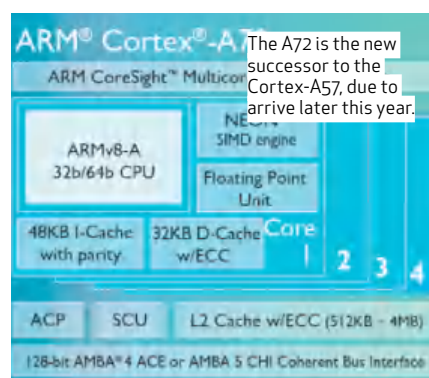 ARM® Cortex®-A7
The A72 is the new
successor to the
Cortex-A57, due to
arrive later this year.
ARM CoreSight™ Multicor
NEON
SIMD engine
ARMv8-A
32b/64b CPU
Floating Point
Unit
48KB I-Cache
with parity
32KB D-Cache
w/ECC
Core
1 2 3 4
ACP SCU L2 Cache w/ECC (512KB - 4MB)
128-bit AMBA®4 ACE or AMBA 5 CHI Coherent Bus Interface